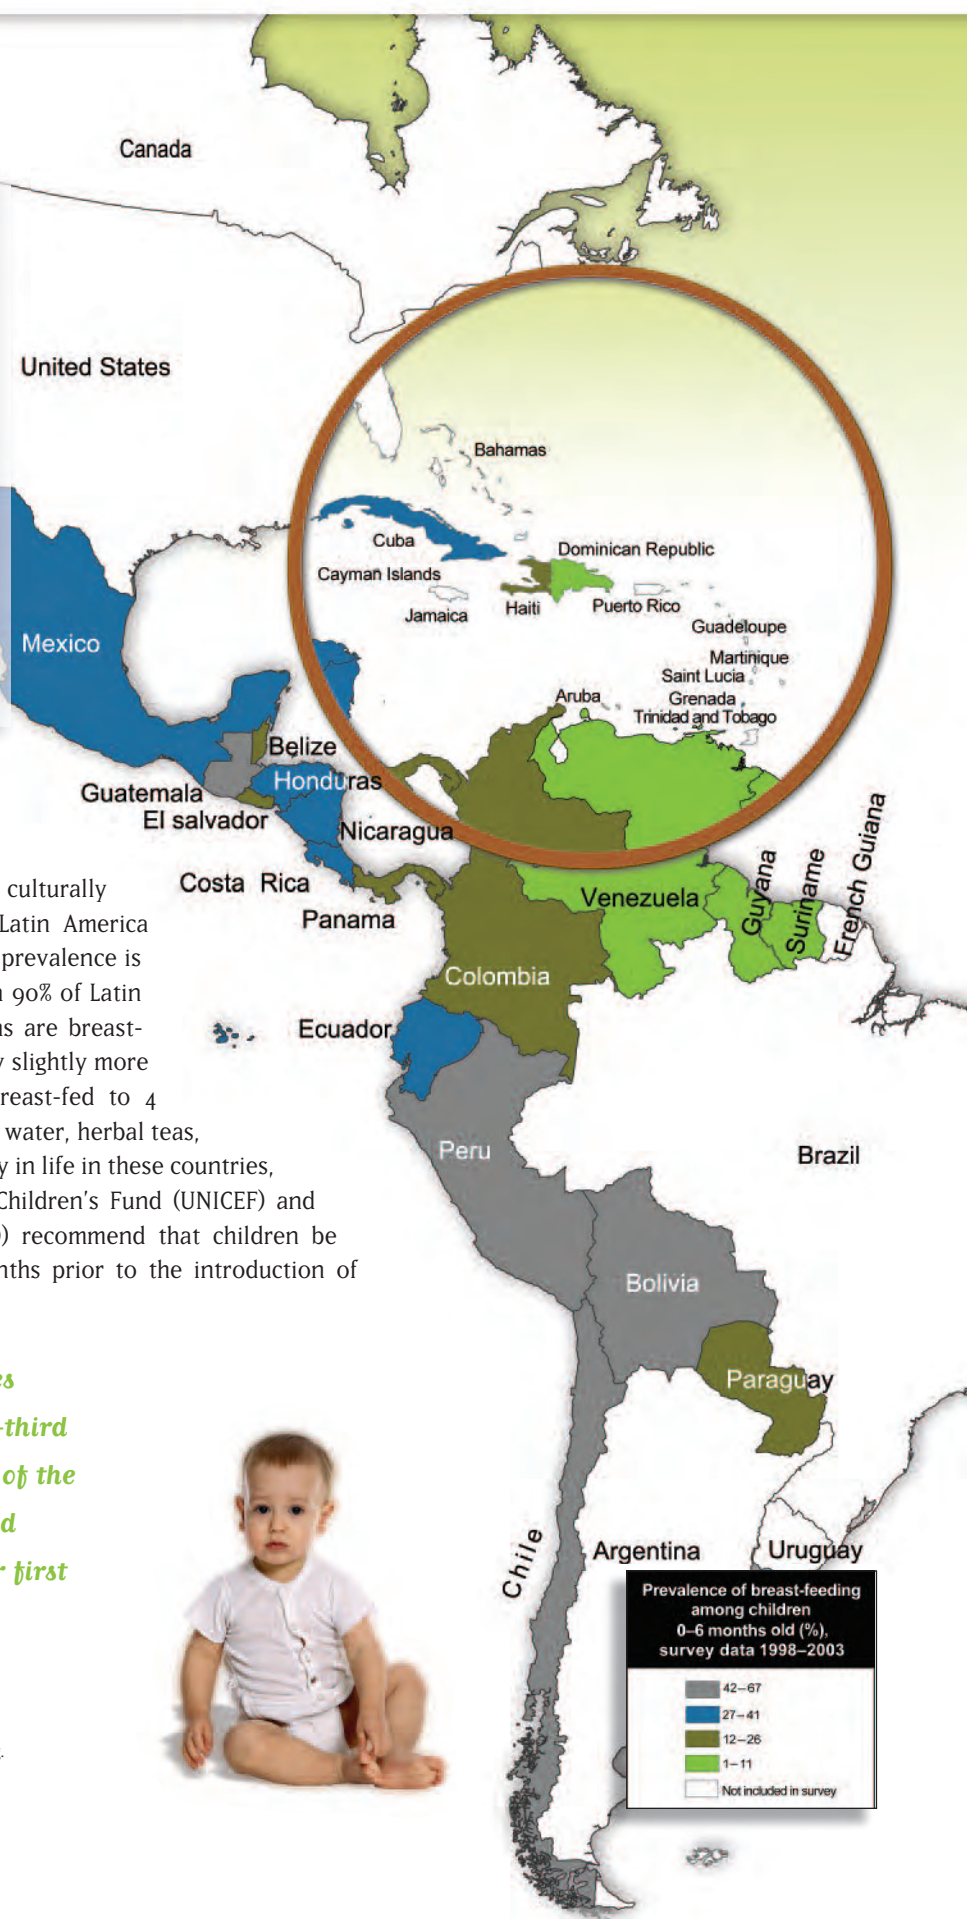 Canada
United States
Bahamas
Cuba
Dominican Republic
Cayman Islands
Jamaica
Haiti
Puerto Rico
Guadeloupe
Martinique
Saint Lucia
Grenada
Trinidad and Tobago
Aruba
Mexico
Belize
Honduras
Guatemala
El salvador
Nicaragua
Costa Rica
Panama
Venezuela
Guyana
Suriname
French Guiana
Colombia
Ecuador
Peru
Brazil
Bolivia
Paraguay
Chile
Argentina
Uruguay
culturally
Latin America
prevalence is
90% of Latin
are breast-
slightly more
reast-fed to 4
water, herbal teas,
in life in these countries,
Children's Fund (UNICEF) and
) recommend that children be
nths prior to the introduction of
-third
of the
first
Prevalence of breast-feeding
among children
0–6 months old (%),
survey data 1998–2003
42–67
27–41
12–26
1–11
Not included in survey